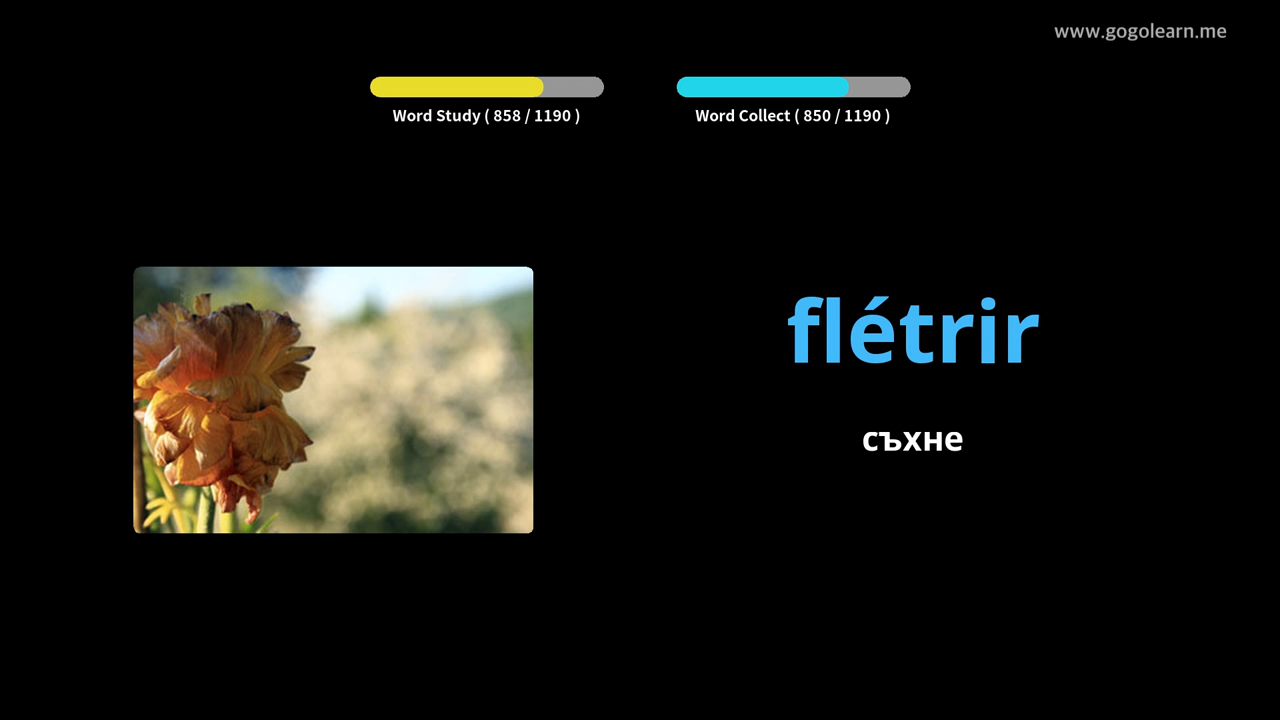 www.gogolearn.me
Word Study ( 858 / 1190 )
Word Collect ( 850 / 1190 )
flétrir
съхне